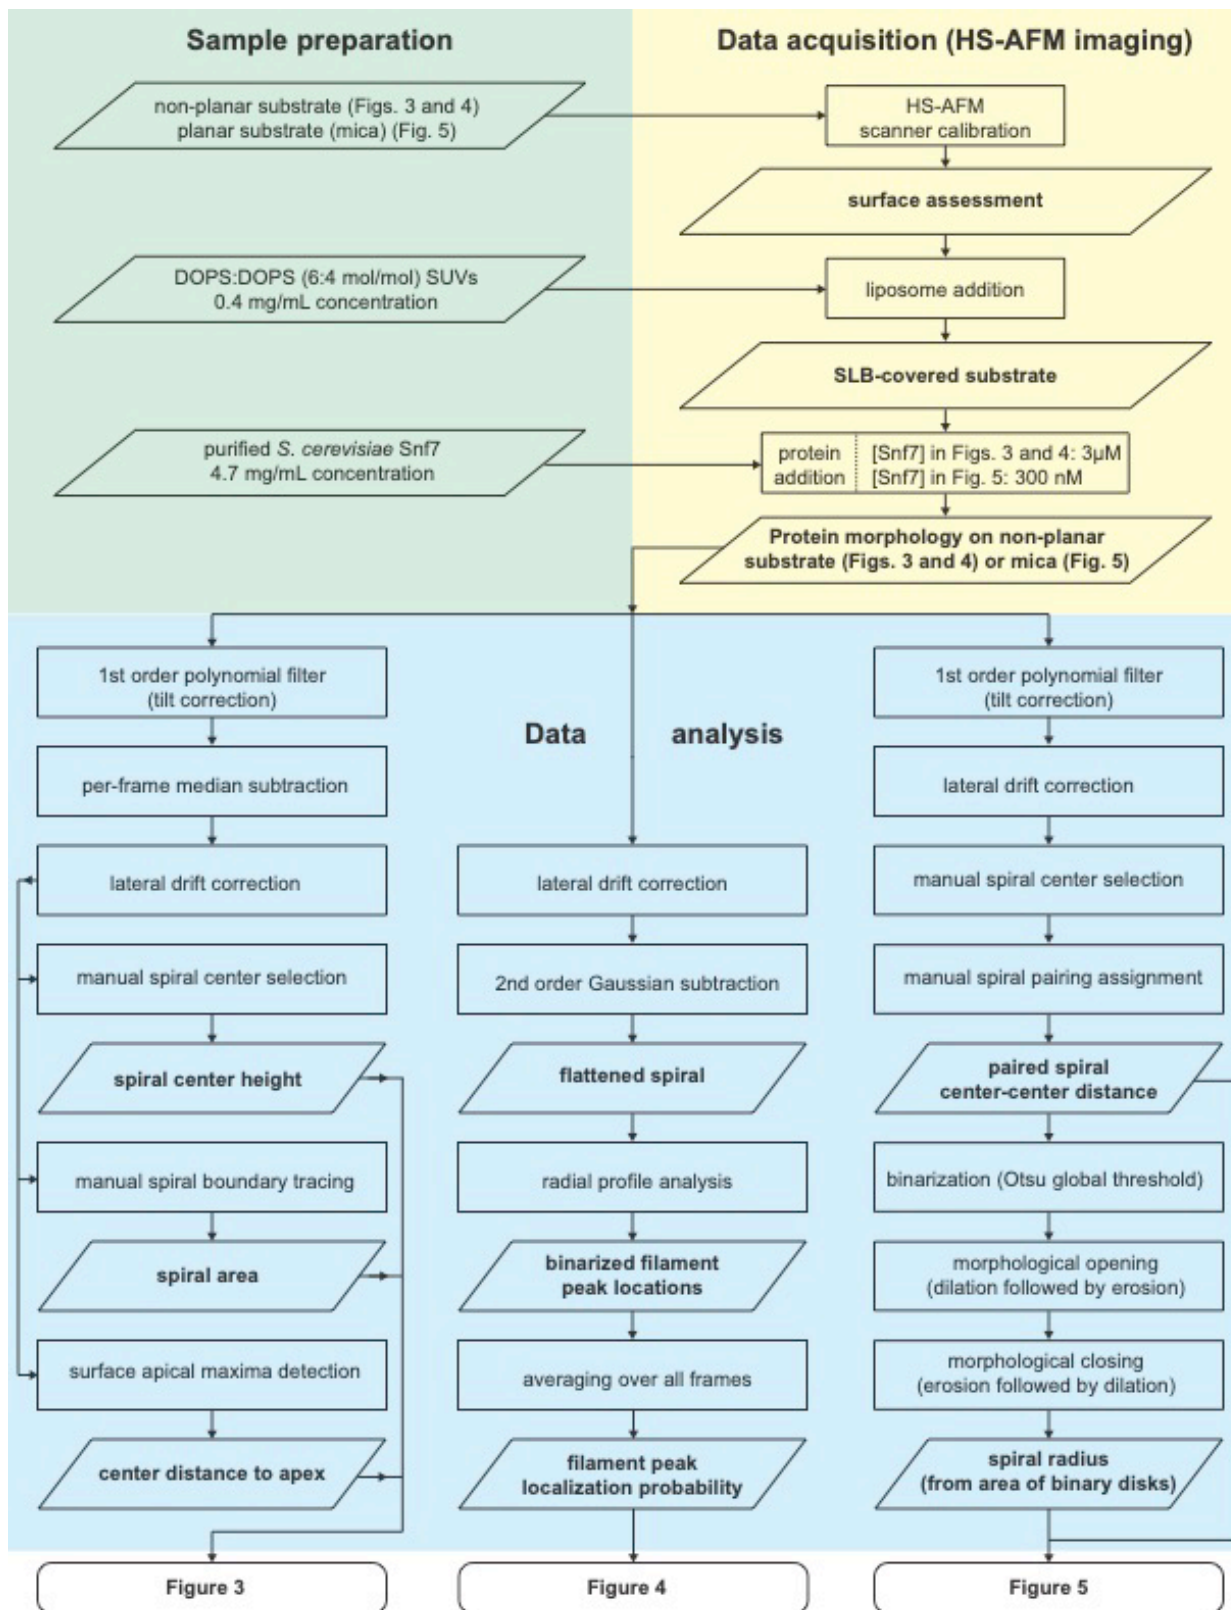 Sample preparation
Data acquisition (HS-AFM imaging)
non-planar substrate (Figs. 3 and 4)
planar substrate (mica) (Fig. 5)
HS-AFM
scanner calibration
surface assessment
DOPS:DOPS (6:4 mol/mol) SUVs
0.4 mg/mL concentration
liposome addition
SLB-covered substrate
purified S. cerevisiae Snf7
4.7 mg/mL concentration
protein
addition
[Snf7] in Figs. 3 and 4: 3µM
[Snf7] in Fig. 5: 300 nM
Protein morphology on non-planar
substrate (Figs. 3 and 4) or mica (Fig. 5)
Data analysis
1st order polynomial filter
(tilt correction)
per-frame median subtraction
lateral drift correction
manual spiral center selection
spiral center height
manual spiral boundary tracing
spiral area
surface apical maxima detection
center distance to apex
Figure 3
lateral drift correction
2nd order Gaussian subtraction
flattened spiral
radial profile analysis
binarized filament
peak locations
averaging over all frames
filament peak
localization probability
Figure 4
1st order polynomial filter
(tilt correction)
lateral drift correction
manual spiral center selection
manual spiral pairing assignment
paired spiral
center-center distance
binarization (Otsu global threshold)
morphological opening
(dilation followed by erosion)
morphological closing
(erosion followed by dilation)
spiral radius
(from area of binary disks)
Figure 5